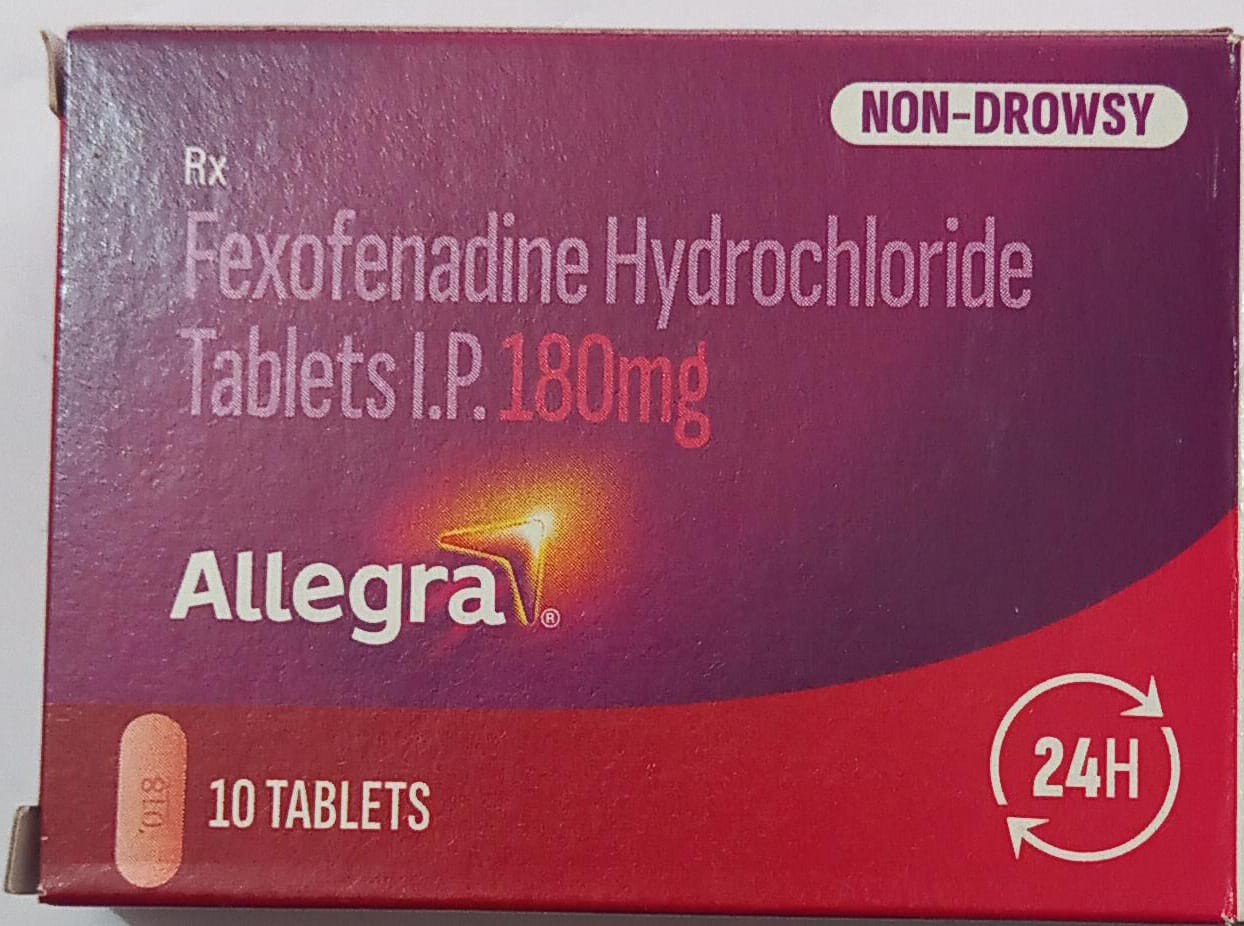 NON-DROWSY
Rx
Fexofenadine Hydrochloride
Tablets I.P. 180mg
Allegra®
018
10 TABLETS
24H